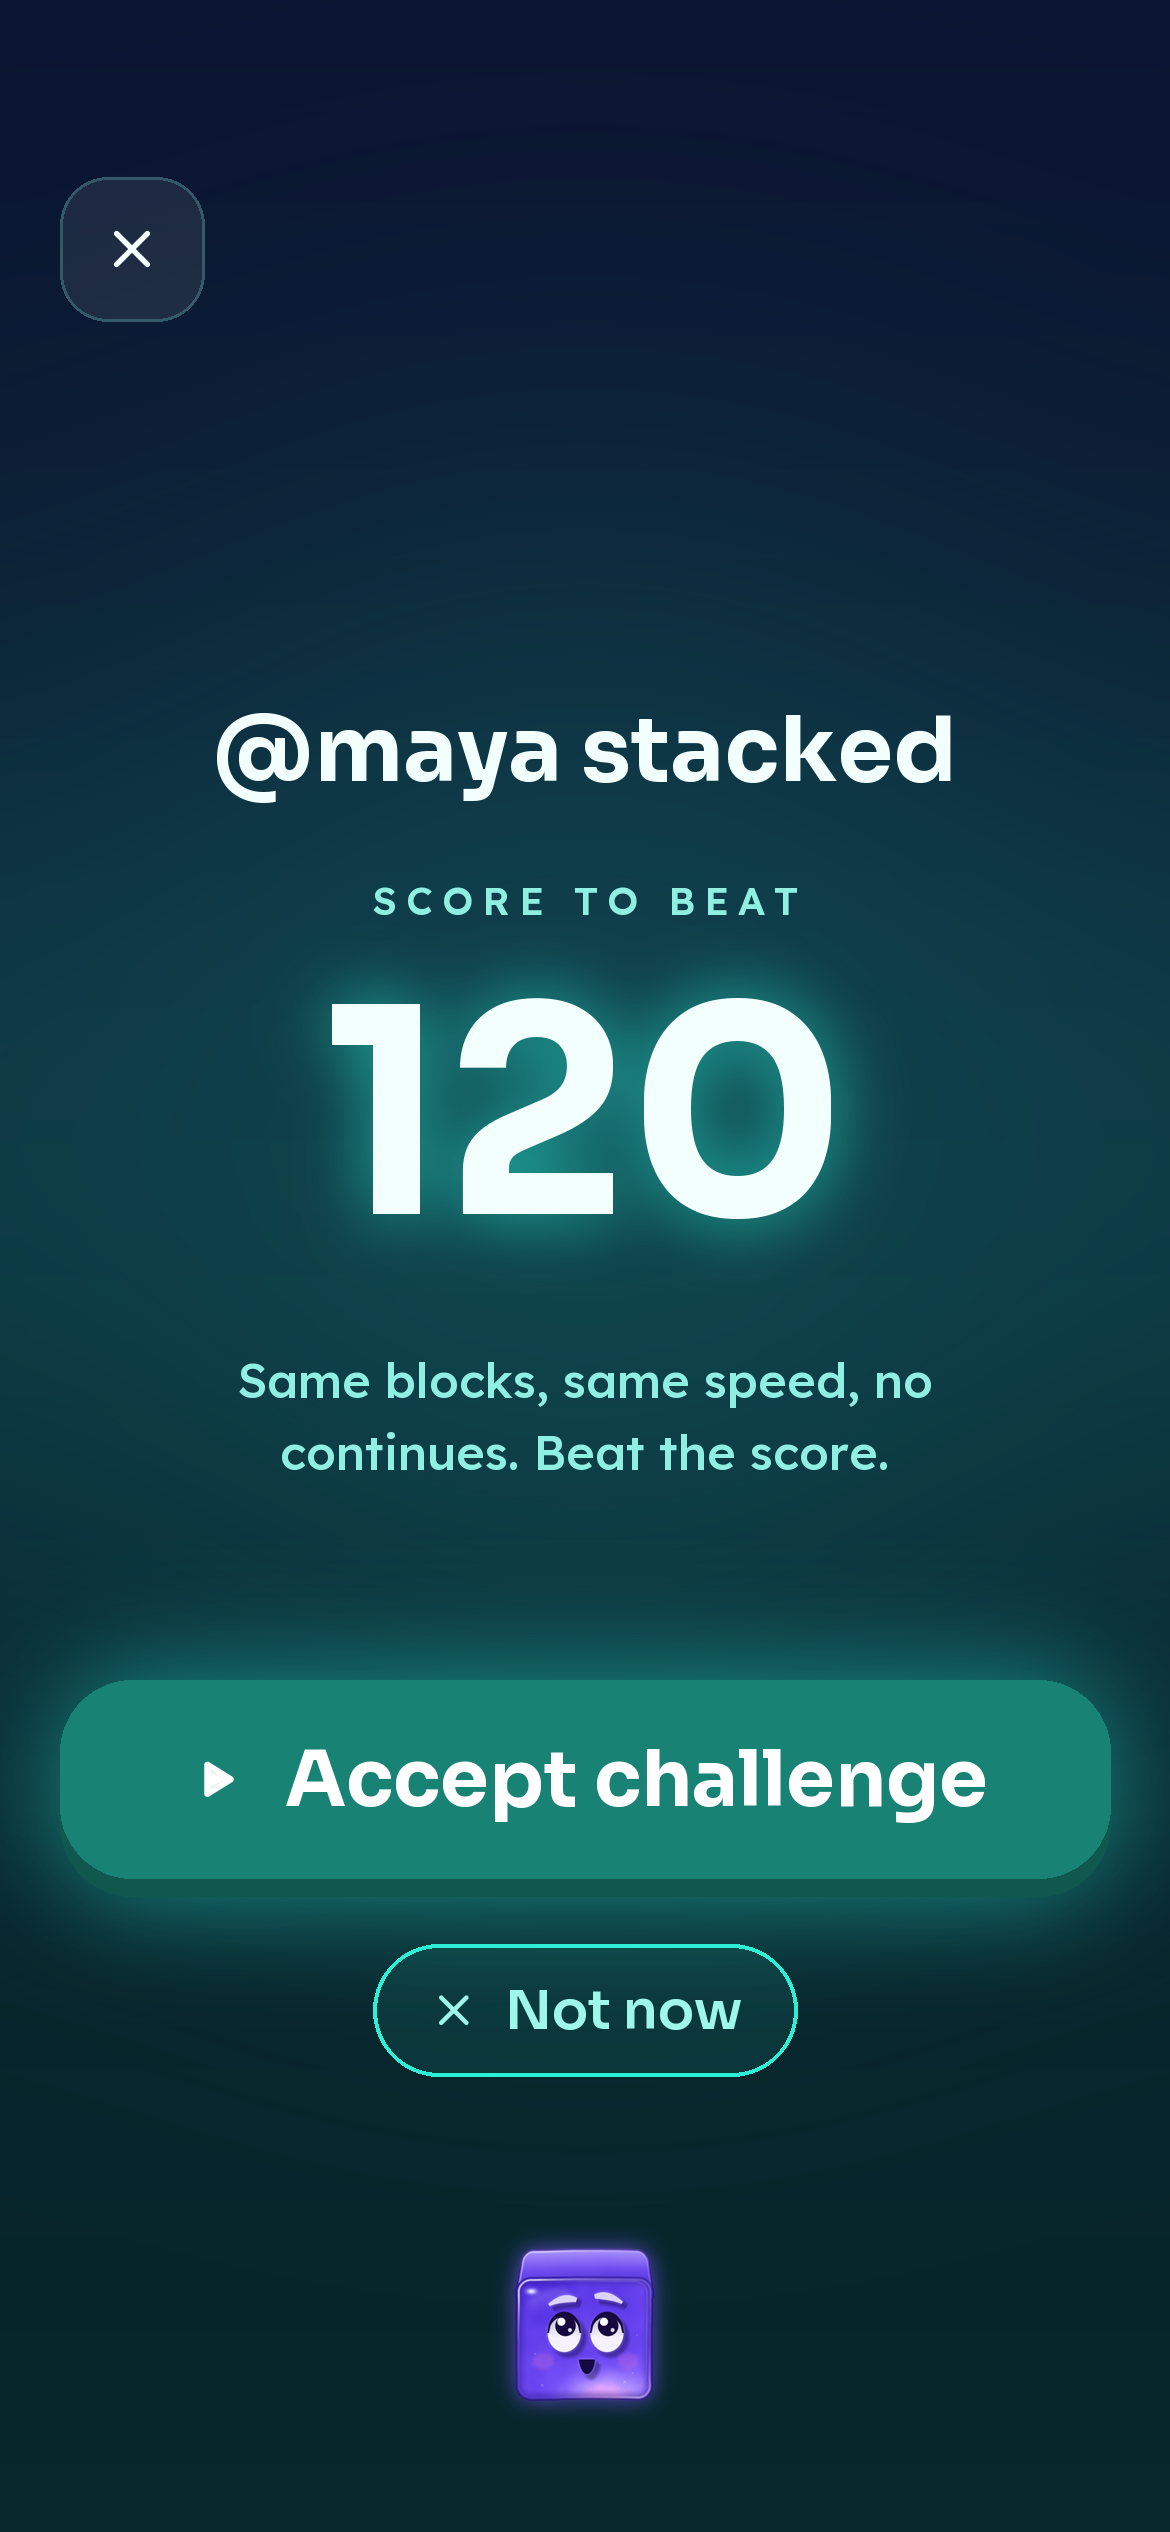 @maya stacked
SCORE TO BEAT
120
Same blocks, same speed, no
continues. Beat the score.
Accept challenge
Not now